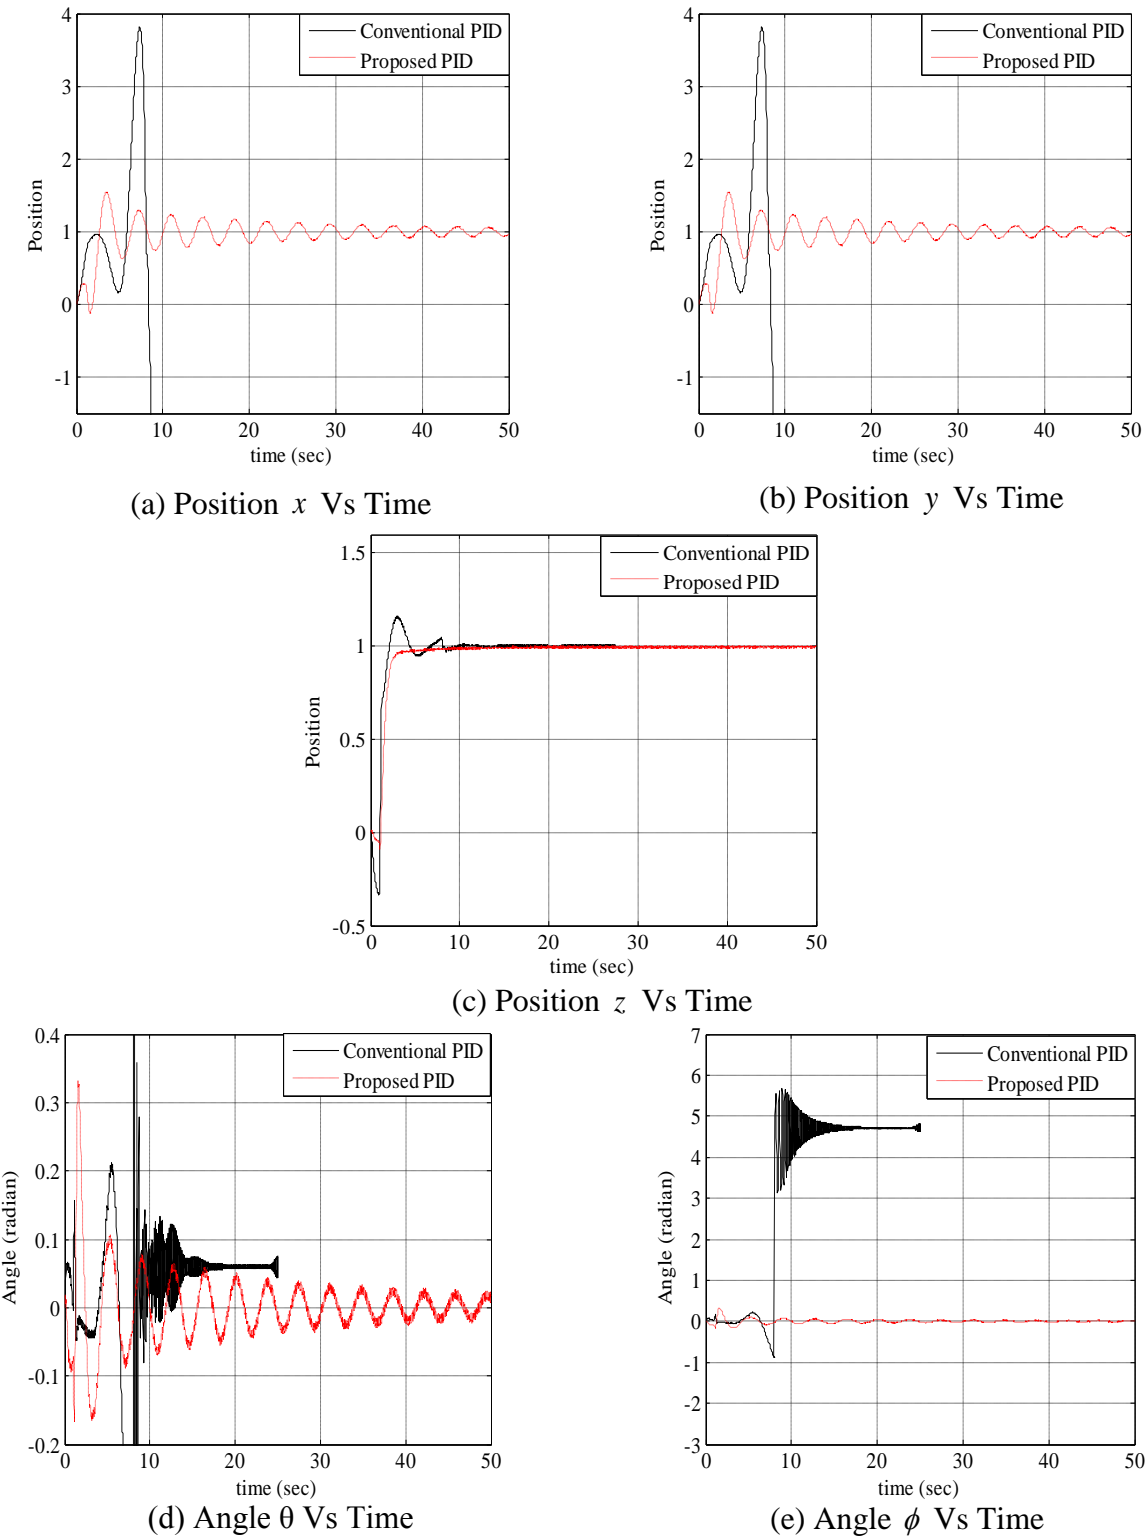 4
3
2
1
0
-1
Position
Conventional PID
Proposed PID
0 10 20 30 40 50
time (sec)
(a) Position x Vs Time
4
3
2
1
0
-1
Position
Conventional PID
Proposed PID
0 10 20 30 40 50
time (sec)
(b) Position y Vs Time
1.5
1
0.5
0
-0.5
Position
Conventional PID
Proposed PID
0 10 20 30 40 50
time (sec)
(c) Position z Vs Time
0.4
0.3
0.2
0.1
0
-0.1
-0.2
Angle (radian)
Conventional PID
Proposed PID
0 10 20 30 40 50
time (sec)
(d) Angle θ Vs Time
7
6
5
4
3
2
1
0
-1
-2
-3
Angle (radian)
Conventional PID
Proposed PID
0 10 20 30 40 50
time (sec)
(e) Angle ϕ Vs Time